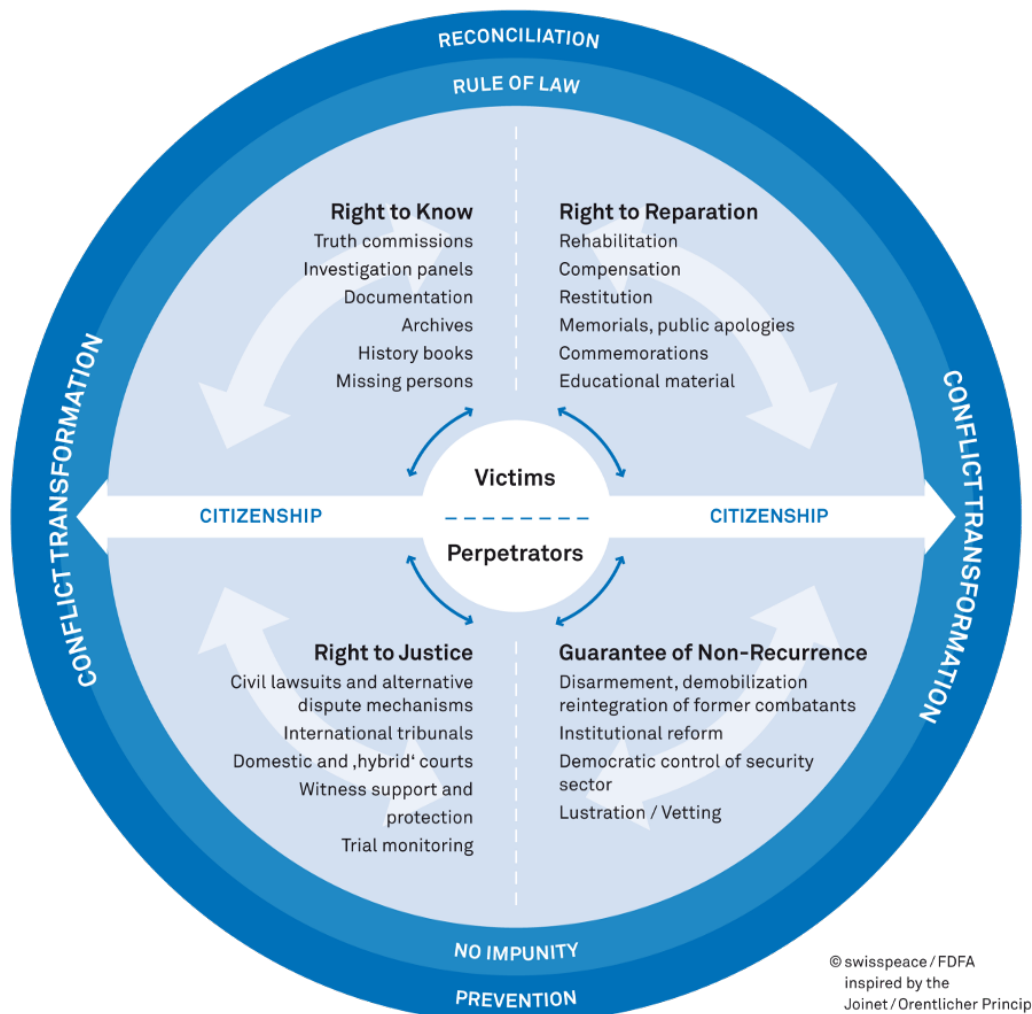 RECONCILIATION
RULE OF LAW
Right to Know
Truth commissions
Investigation panels
Documentation
Archives
History books
Missing persons
Right to Reparation
Rehabilitation
Compensation
Restitution
Memorials, public apologies
Commemorations
Educational material
CONFLICT TRANSFORMATION
CONFLICT TRANSFORMATION
Victims
CITIZENSHIP
CITIZENSHIP
Perpetrators
Right to Justice
Civil lawsuits and alternative
dispute mechanisms
International tribunals
Domestic and ‚hybrid‘ courts
Witness support and
protection
Trial monitoring
Guarantee of Non-Recurrence
Disarmement, demobilization
reintegration of former combatants
Institutional reform
Democratic control of security
sector
Lustration / Vetting
NO IMPUNITY
PREVENTION
© swisspeace / FDFA
inspired by the
Joinet / Orentlicher Princip